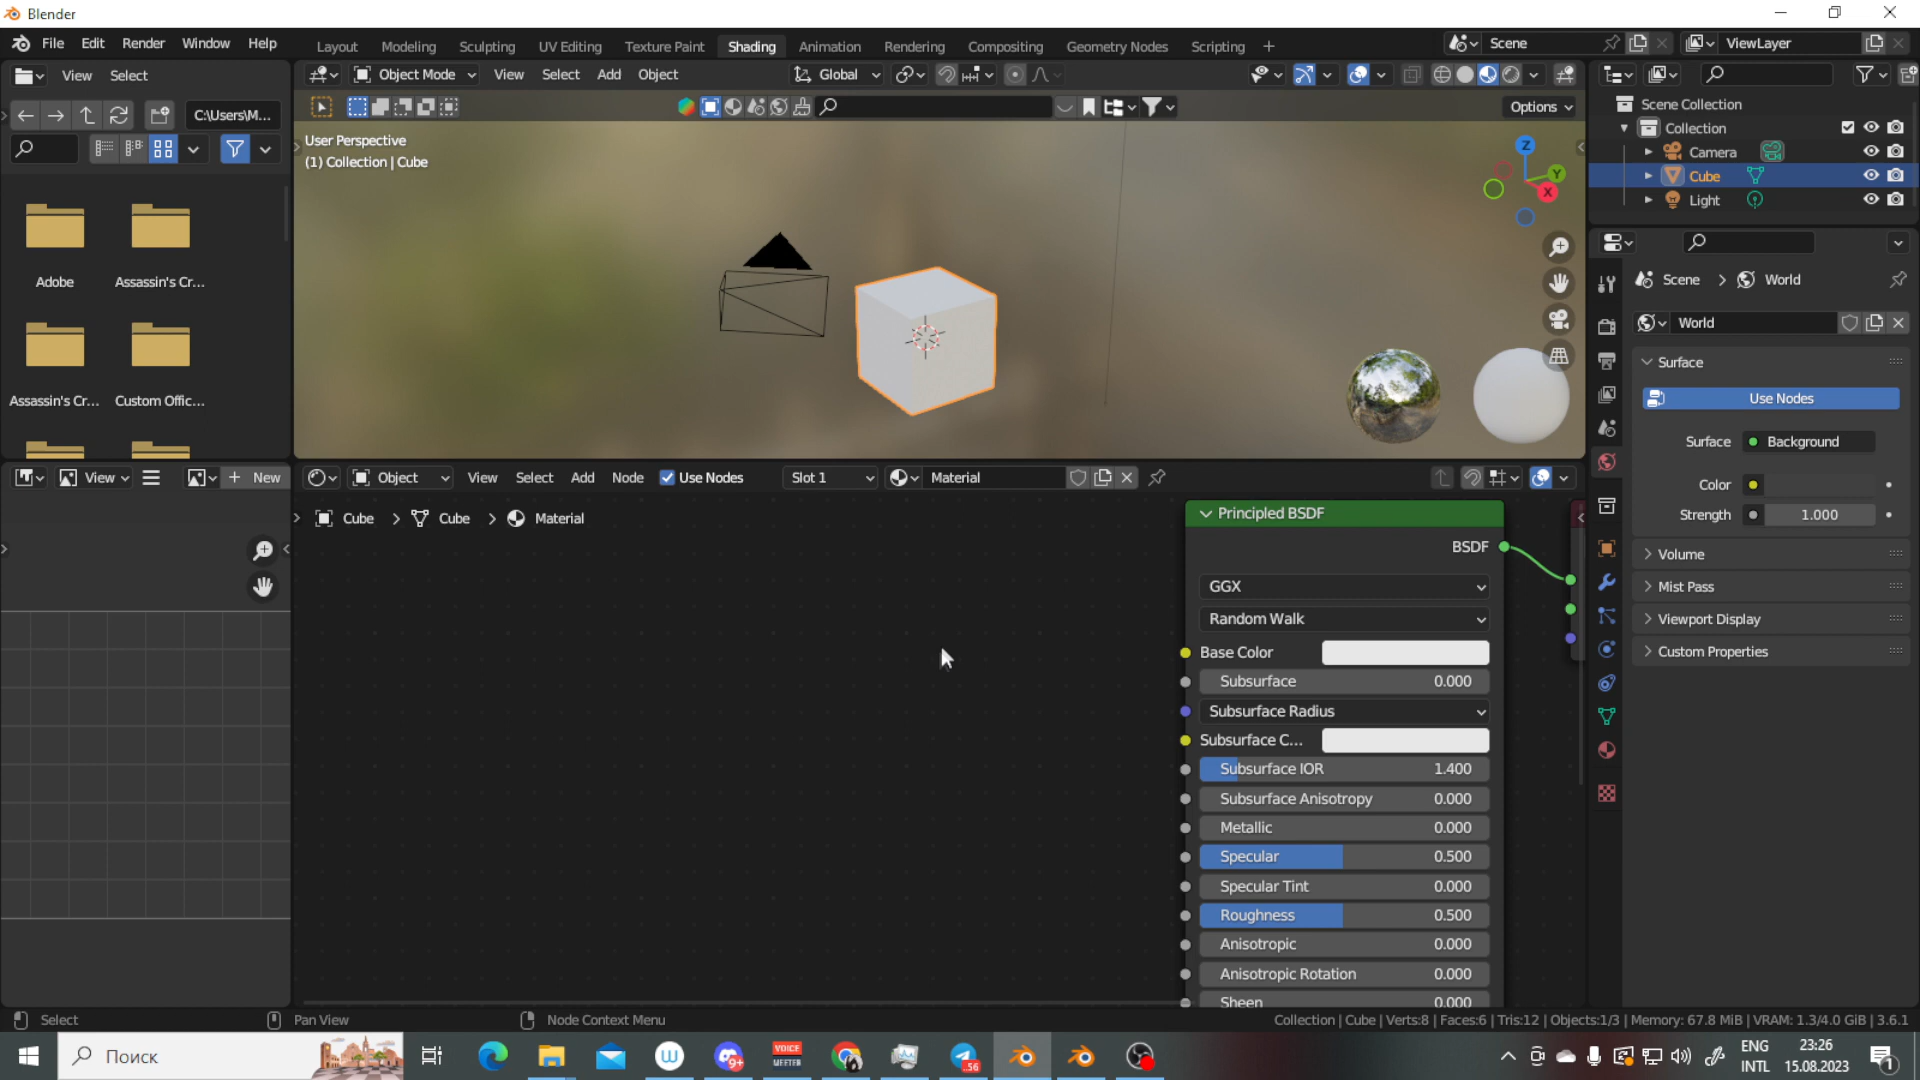 Blender
File Edit Render Window Help
Layout Modeling Sculpting UV Editing Texture Paint Shading Animation Rendering Compositing Geometry Nodes Scripting +
Scene
ViewLayer
View Select
Object Mode View Select Add Object
Global
C:\Users\M...
Options
User Perspective
(1) Collection | Cube
Z
Y
X
Adobe
Assassin's Cr...
Assassin's Cr...
Custom Offic...
Scene Collection
Collection
Camera
Cube
Light
Scene > World
World
Surface
Use Nodes
Surface Background
Color
Strength 1.000
Volume
Mist Pass
Viewport Display
Custom Properties
View
+ New
Object View Select Add Node Use Nodes Slot 1 Material
Cube > Cube > Material
Principled BSDF
BSDF
GGX
Random Walk
Base Color
Subsurface 0.000
Subsurface Radius
Subsurface C...
Subsurface IOR 1.400
Subsurface Anisotropy 0.000
Metallic 0.000
Specular 0.500
Specular Tint 0.000
Roughness 0.500
Anisotropic 0.000
Anisotropic Rotation 0.000
Sheen 0.000
Select Pan View Node Context Menu
Collection | Cube | Verts:8 | Faces:6 | Tris:12 | Objects:1/3 | Memory: 67.8 MiB | VRAM: 1.3/4.0 GiB | 3.6.1
Поиск
9+
VOICE
MEETER
.56
ENG
INTL
23:26
15.08.2023
1